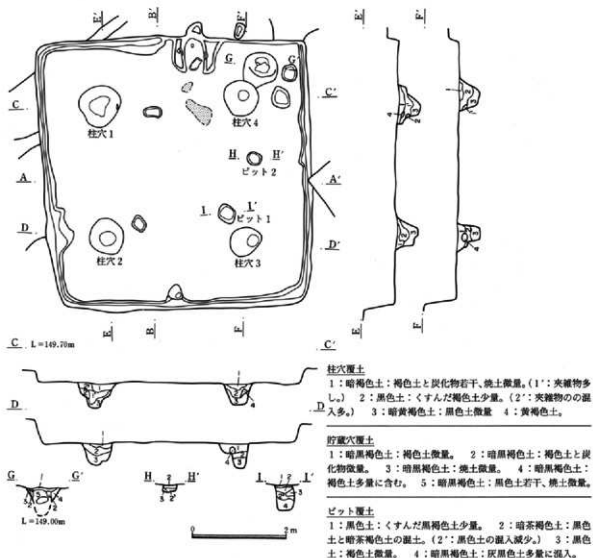 E′ B′ F′
G G′
C C′
柱穴1 柱穴4
H H′
ピット2
A A′
I I′
ピット1
D D′
柱穴2 柱穴3
E B F
E′ F′
E F
C L=149.70m C′
D D
G G′ H H′ I I′
L=149.00m
0 2m
柱穴覆土
1：暗褐色土：褐色土と炭化物若干、焼土微量。(1′：夾雑物多
し。) 2：黒色土：くすんだ褐色土少量。(2′：夾雑物のの混
入多。) 3：暗黄褐色土：黒色土微量 4：黄褐色土。
貯蔵穴覆土
1：暗黒褐色土：褐色土微量。 2：暗黒褐色土：褐色土と炭
化物微量。 3：暗黒褐色土：焼土微量。 4：暗黒褐色土：
褐色土多量に含む。 5：暗黒褐色土：黒色土若干、焼土微量。
ピット覆土
1：黒色土：くすんだ黒褐色土少量。 2：暗茶褐色土：黒色
土と暗茶褐色土の混土。(2′：黒色土の混入減少。) 3：黒色
土：褐色土微量。 4：暗黒褐色土：灰黒色土多量に混入。